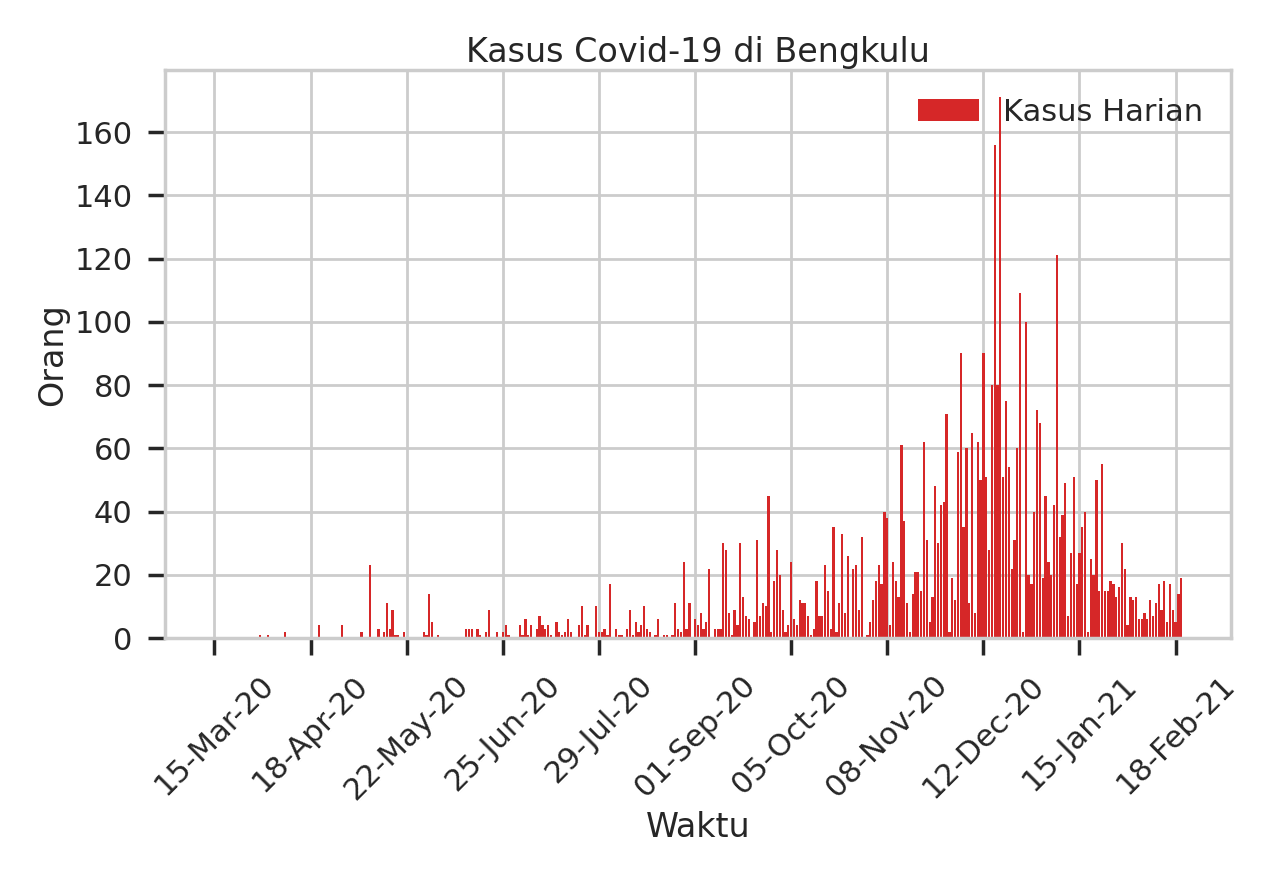 Kasus Covid-19 di Bengkulu
Kasus Harian
Orang
160
140
120
100
80
60
40
20
0
15-Mar-20
18-Apr-20
22-May-20
25-Jun-20
29-Jul-20
01-Sep-20
05-Oct-20
08-Nov-20
12-Dec-20
15-Jan-21
18-Feb-21
Waktu